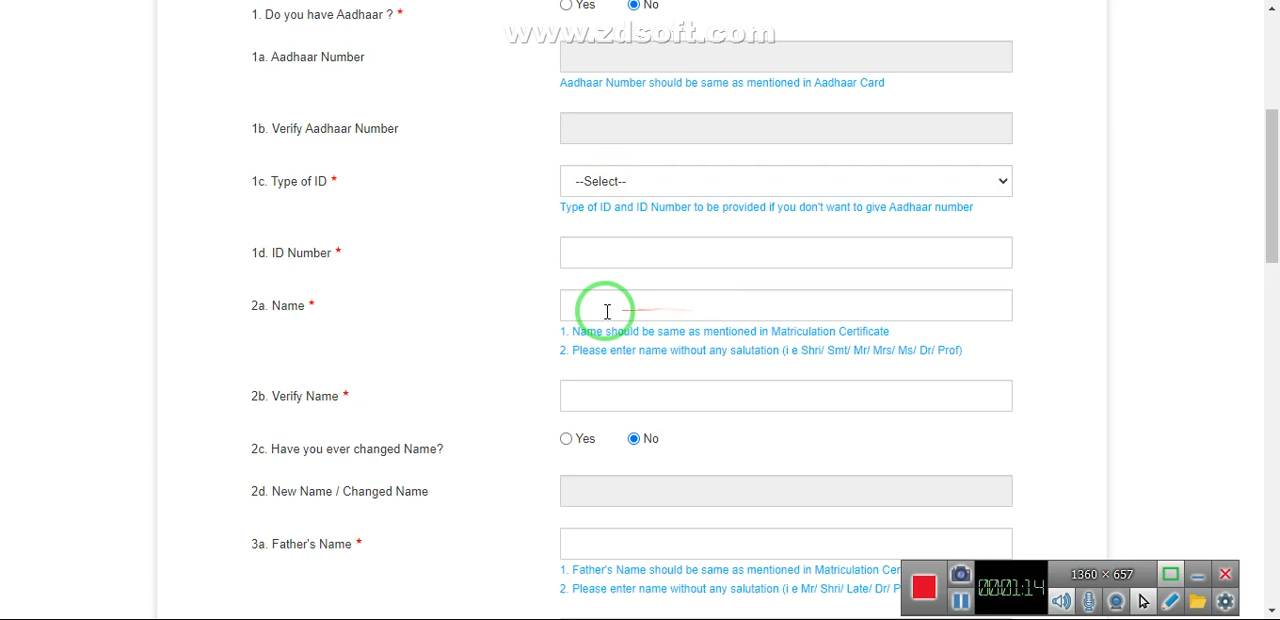 1. Do you have Aadhaar ? * Yes No
www.zdsoft.com
1a. Aadhaar Number
Aadhaar Number should be same as mentioned in Aadhaar Card
1b. Verify Aadhaar Number
1c. Type of ID * --Select--
Type of ID and ID Number to be provided if you don't want to give Aadhaar number
1d. ID Number *
2a. Name *
1. Name should be same as mentioned in Matriculation Certificate
2. Please enter name without any salutation (i e Shri/ Smt/ Mr/ Mrs/ Ms/ Dr/ Prof)
2b. Verify Name *
2c. Have you ever changed Name? Yes No
2d. New Name / Changed Name
3a. Father's Name *
1. Father's Name should be same as mentioned in Matriculation Cer
2. Please enter name without any salutation (i e Mr/ Shri/ Late/ Dr/ P
1360 × 657
00:01:14